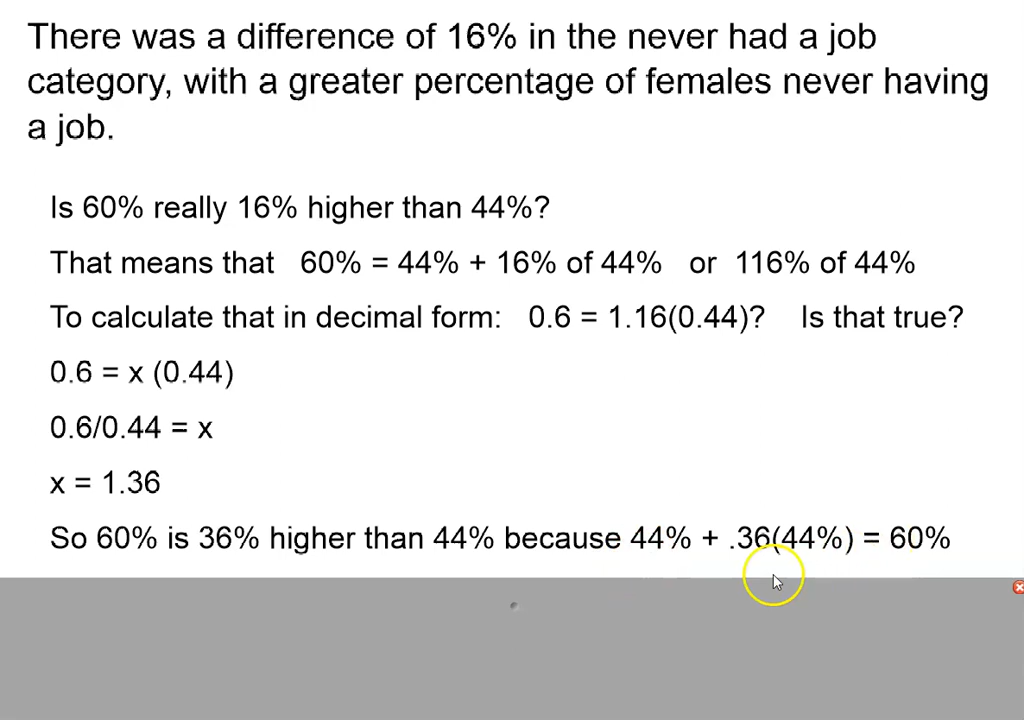 There was a difference of 16% in the never had a job
category, with a greater percentage of females never having
a job.
Is 60% really 16% higher than 44%?
That means that 60% = 44% + 16% of 44% or 116% of 44%
To calculate that in decimal form: 0.6 = 1.16(0.44)? Is that true?
0.6 = x (0.44)
0.6/0.44 = x
x = 1.36
So 60% is 36% higher than 44% because 44% + .36(44%) = 60%